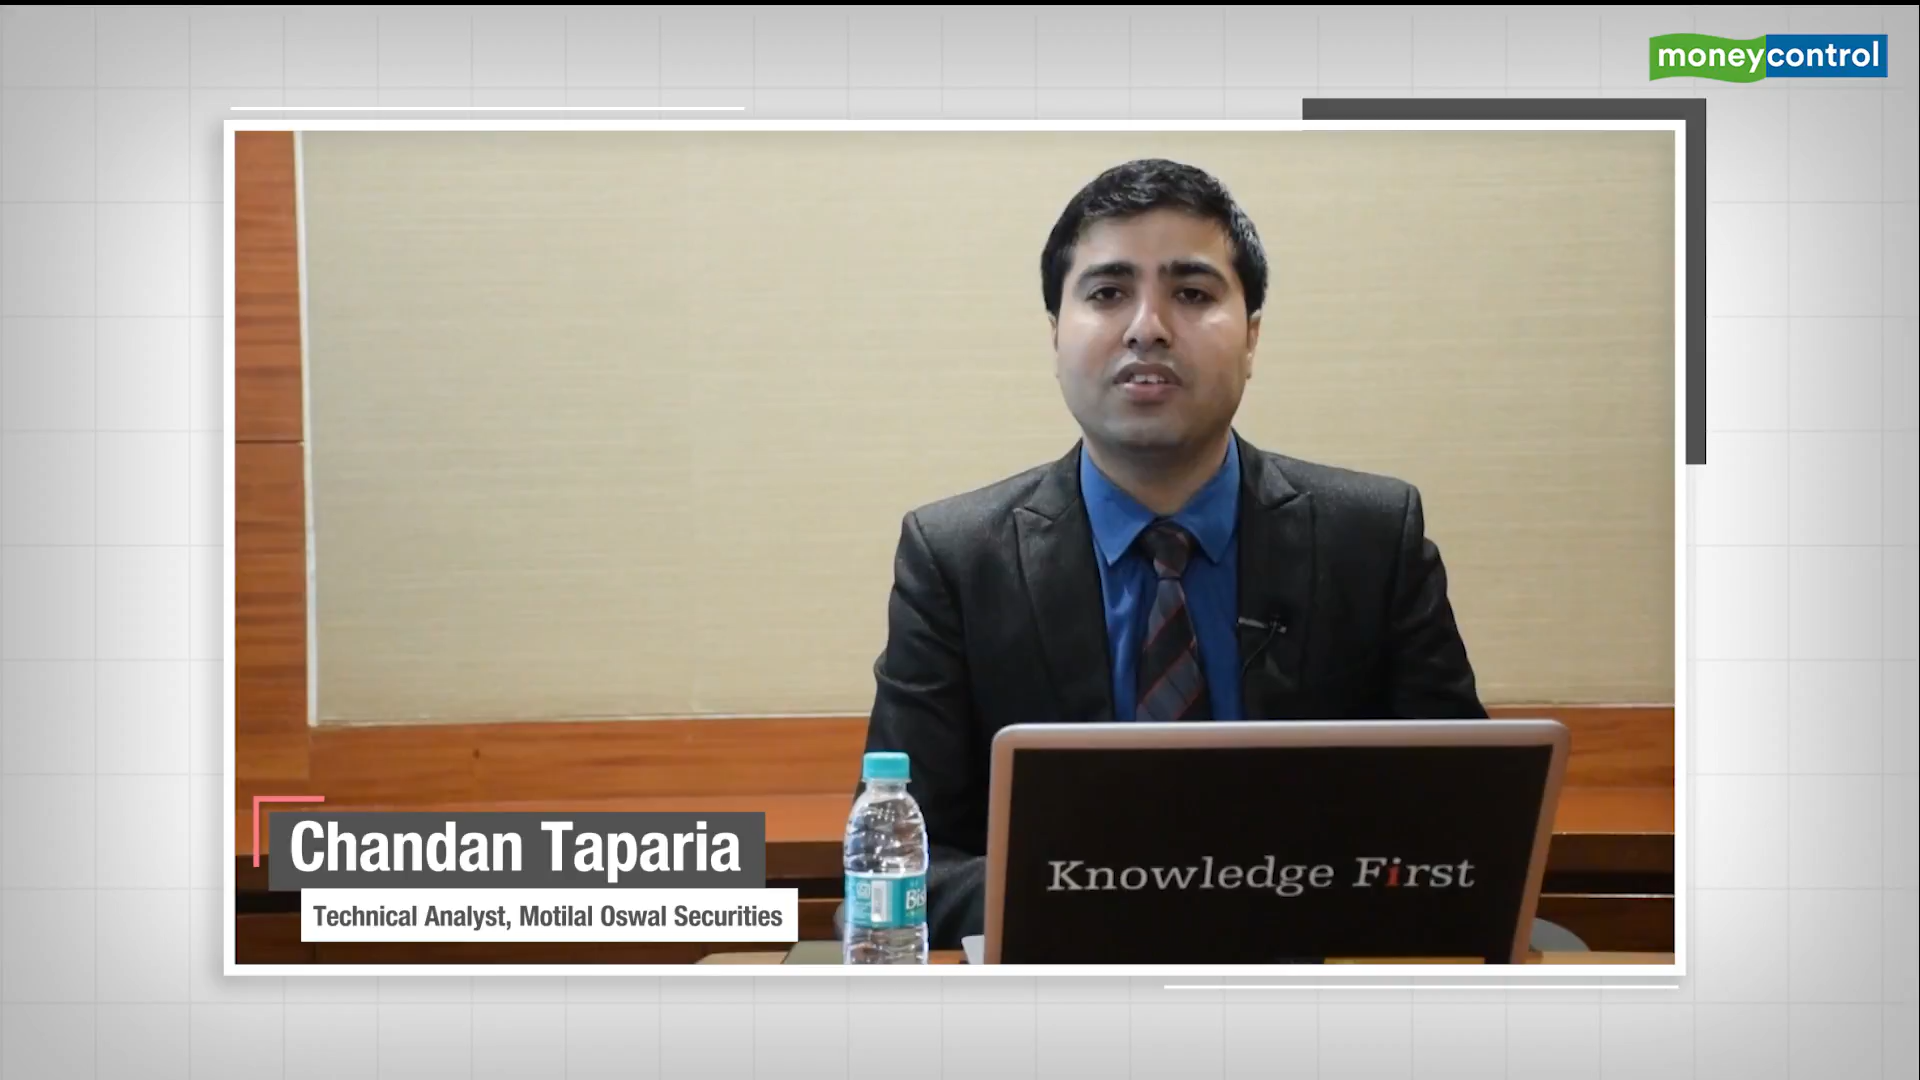 moneycontrol
Chandan Taparia
Technical Analyst, Motilal Oswal Securities
Knowledge First